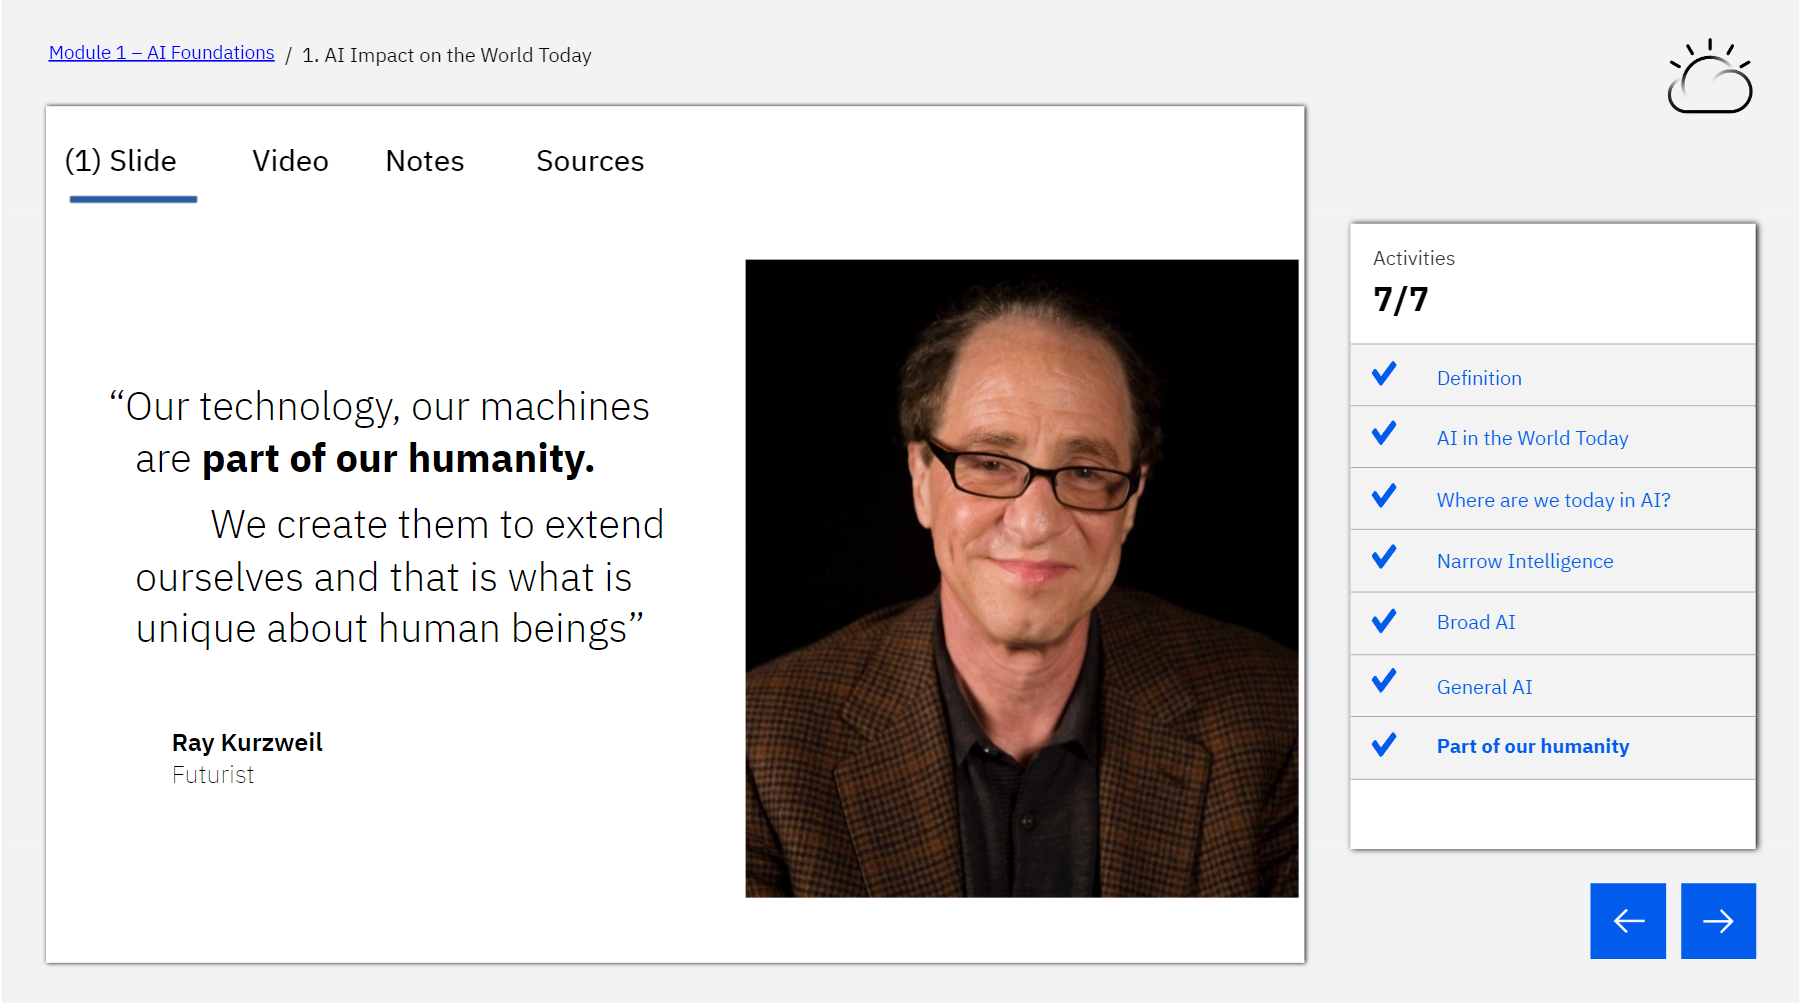 Module 1 – AI Foundations / 1. AI Impact on the World Today
(1) Slide Video Notes Sources
“Our technology, our machines
are part of our humanity.
We create them to extend
ourselves and that is what is
unique about human beings”
Ray Kurzweil
Futurist
Activities
7/7
Definition
AI in the World Today
Where are we today in AI?
Narrow Intelligence
Broad AI
General AI
Part of our humanity